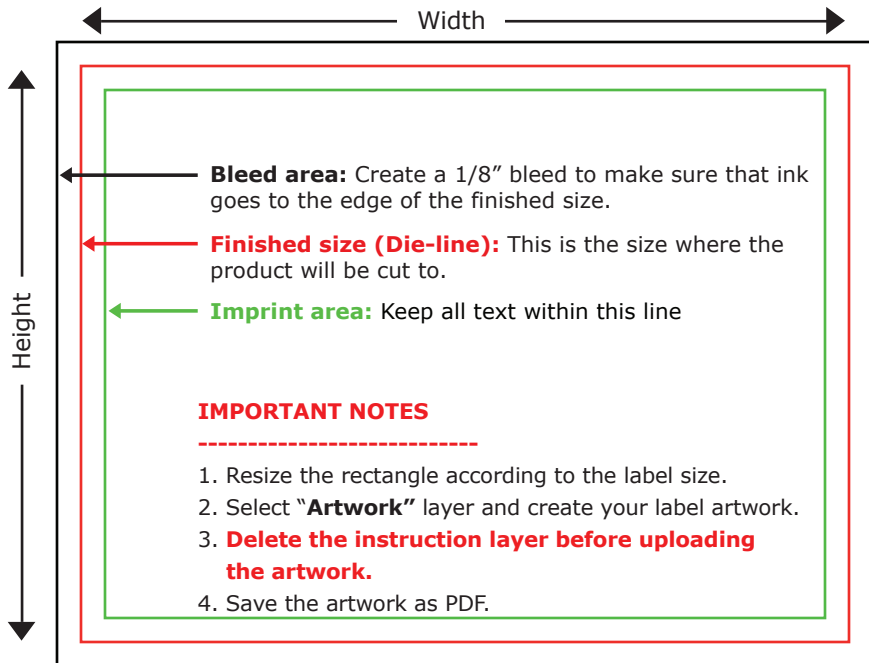 Width
Height
Bleed area: Create a 1/8” bleed to make sure that ink
goes to the edge of the finished size.
Finished size (Die-line): This is the size where the
product will be cut to.
Imprint area: Keep all text within this line
IMPORTANT NOTES
----------------------------
1. Resize the rectangle according to the label size.
2. Select “Artwork” layer and create your label artwork.
3. Delete the instruction layer before uploading
the artwork.
4. Save the artwork as PDF.